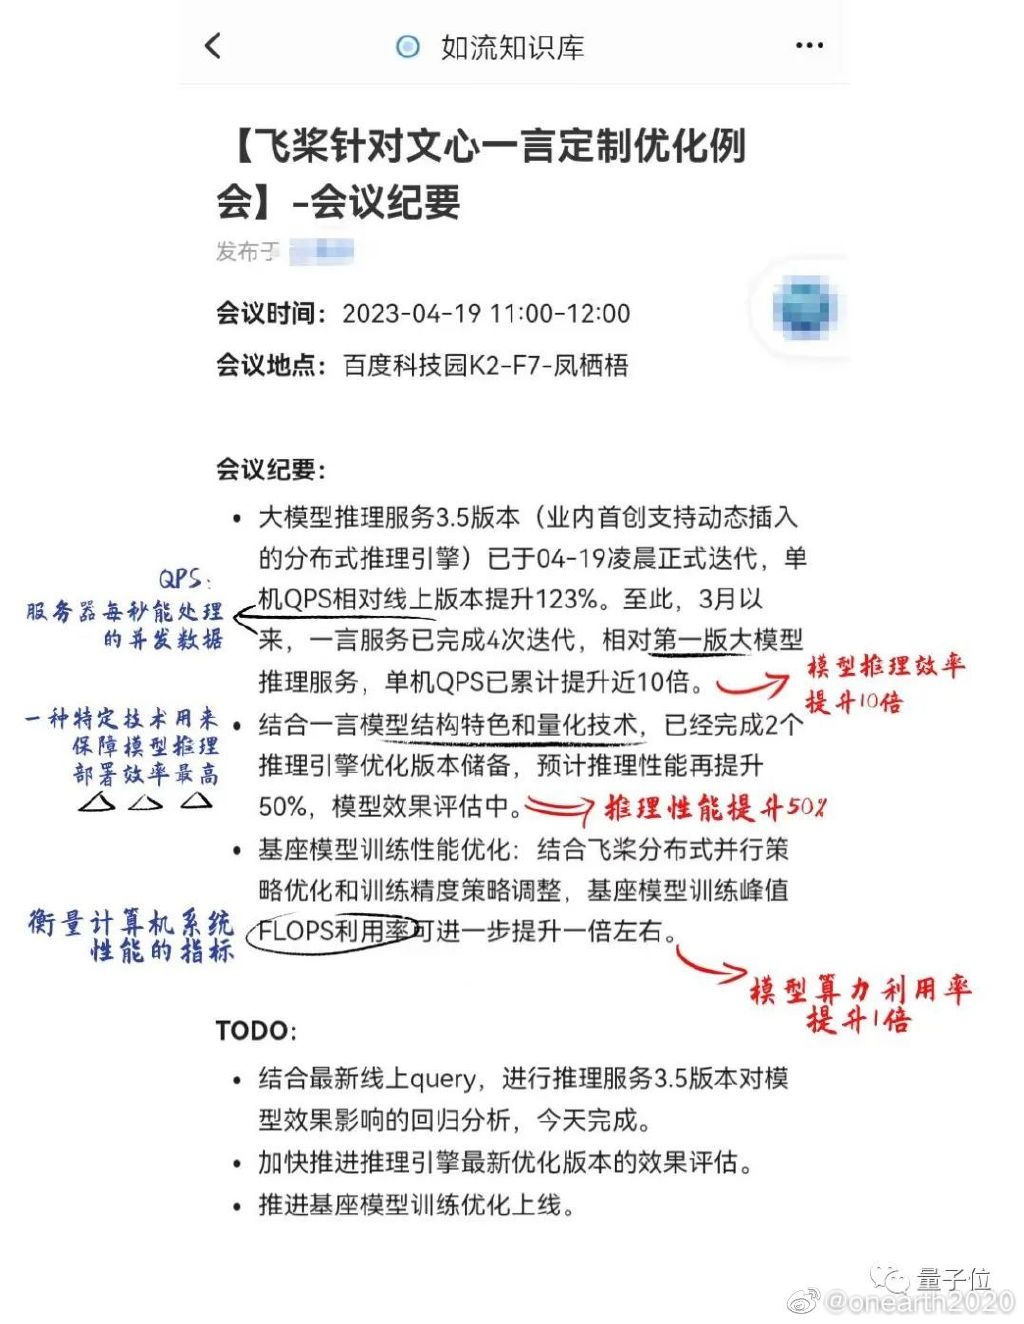 如流知识库
【飞桨针对文心一言定制优化例
会】-会议纪要
发布于
会议时间：2023-04-19 11:00-12:00
会议地点：百度科技园K2-F7-凤栖梧
会议纪要：
• 大模型推理服务3.5版本（业内首创支持动态插入
的分布式推理引擎）已于04-19凌晨正式迭代，单
机QPS相对线上版本提升123%。至此，3月以
来，一言服务已完成4次迭代，相对第一版大模型
推理服务，单机QPS已累计提升近10倍。
QPS：
服务器每秒能处理
的并发数据
模型推理效率
提升10倍
• 结合一言模型结构特色和量化技术，已经完成2个
推理引擎优化版本储备，预计推理性能再提升
50%，模型效果评估中。
一种特定技术用来
保障模型推理
部署效率最高
推理性能提升50%
• 基座模型训练性能优化：结合飞桨分布式并行策
略优化和训练精度策略调整，基座模型训练峰值
FLOPS利用率可进一步提升一倍左右。
衡量计算机系统
性能的指标
模型算力利用率
提升1倍
TODO：
• 结合最新线上query，进行推理服务3.5版本对模
型效果影响的回归分析，今天完成。
• 加快推进推理引擎最新优化版本的效果评估。
• 推进基座模型训练优化上线。
量子位
@onearth2020